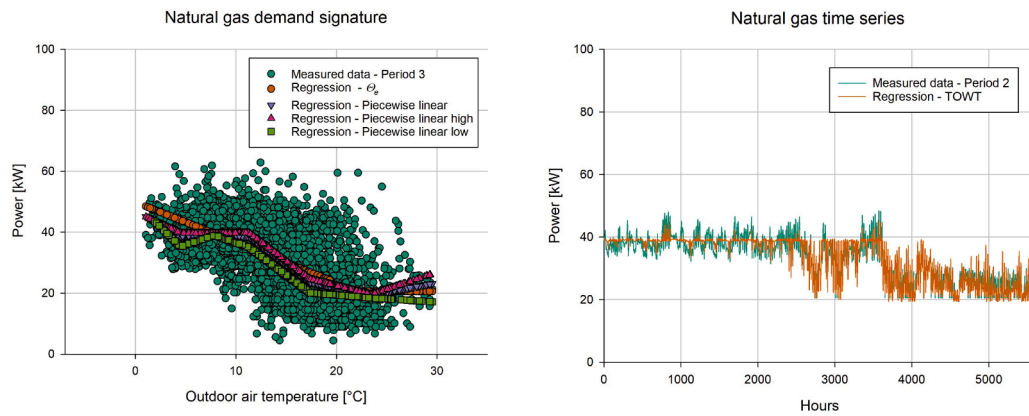 Natural gas demand signature
100
80
60
40
20
0
Power [kW]
Measured data - Period 3
Regression - Θe
Regression - Piecewise linear
Regression - Piecewise linear high
Regression - Piecewise linear low
0
10
20
30
Outdoor air temperature [°C]
Natural gas time series
100
80
60
40
20
0
Power [kW]
Measured data - Period 2
Regression - TOWT
0
1000
2000
3000
4000
5000
Hours